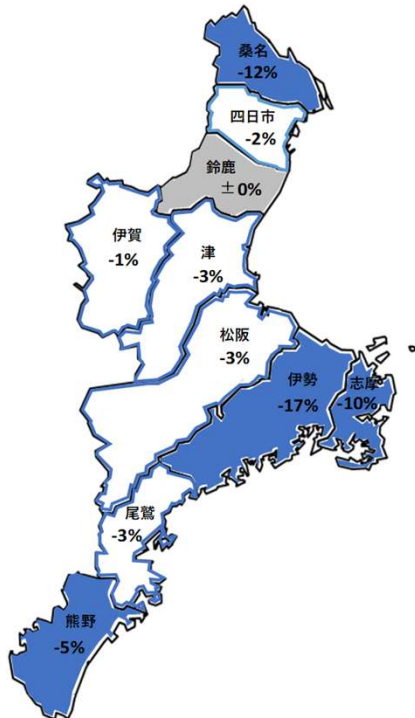 桑名
-12%
四日市
-2%
鈴鹿
±0%
伊賀
-1%
津
-3%
松阪
-3%
伊勢
-17%
志摩
-10%
尾鷲
-3%
熊野
-5%